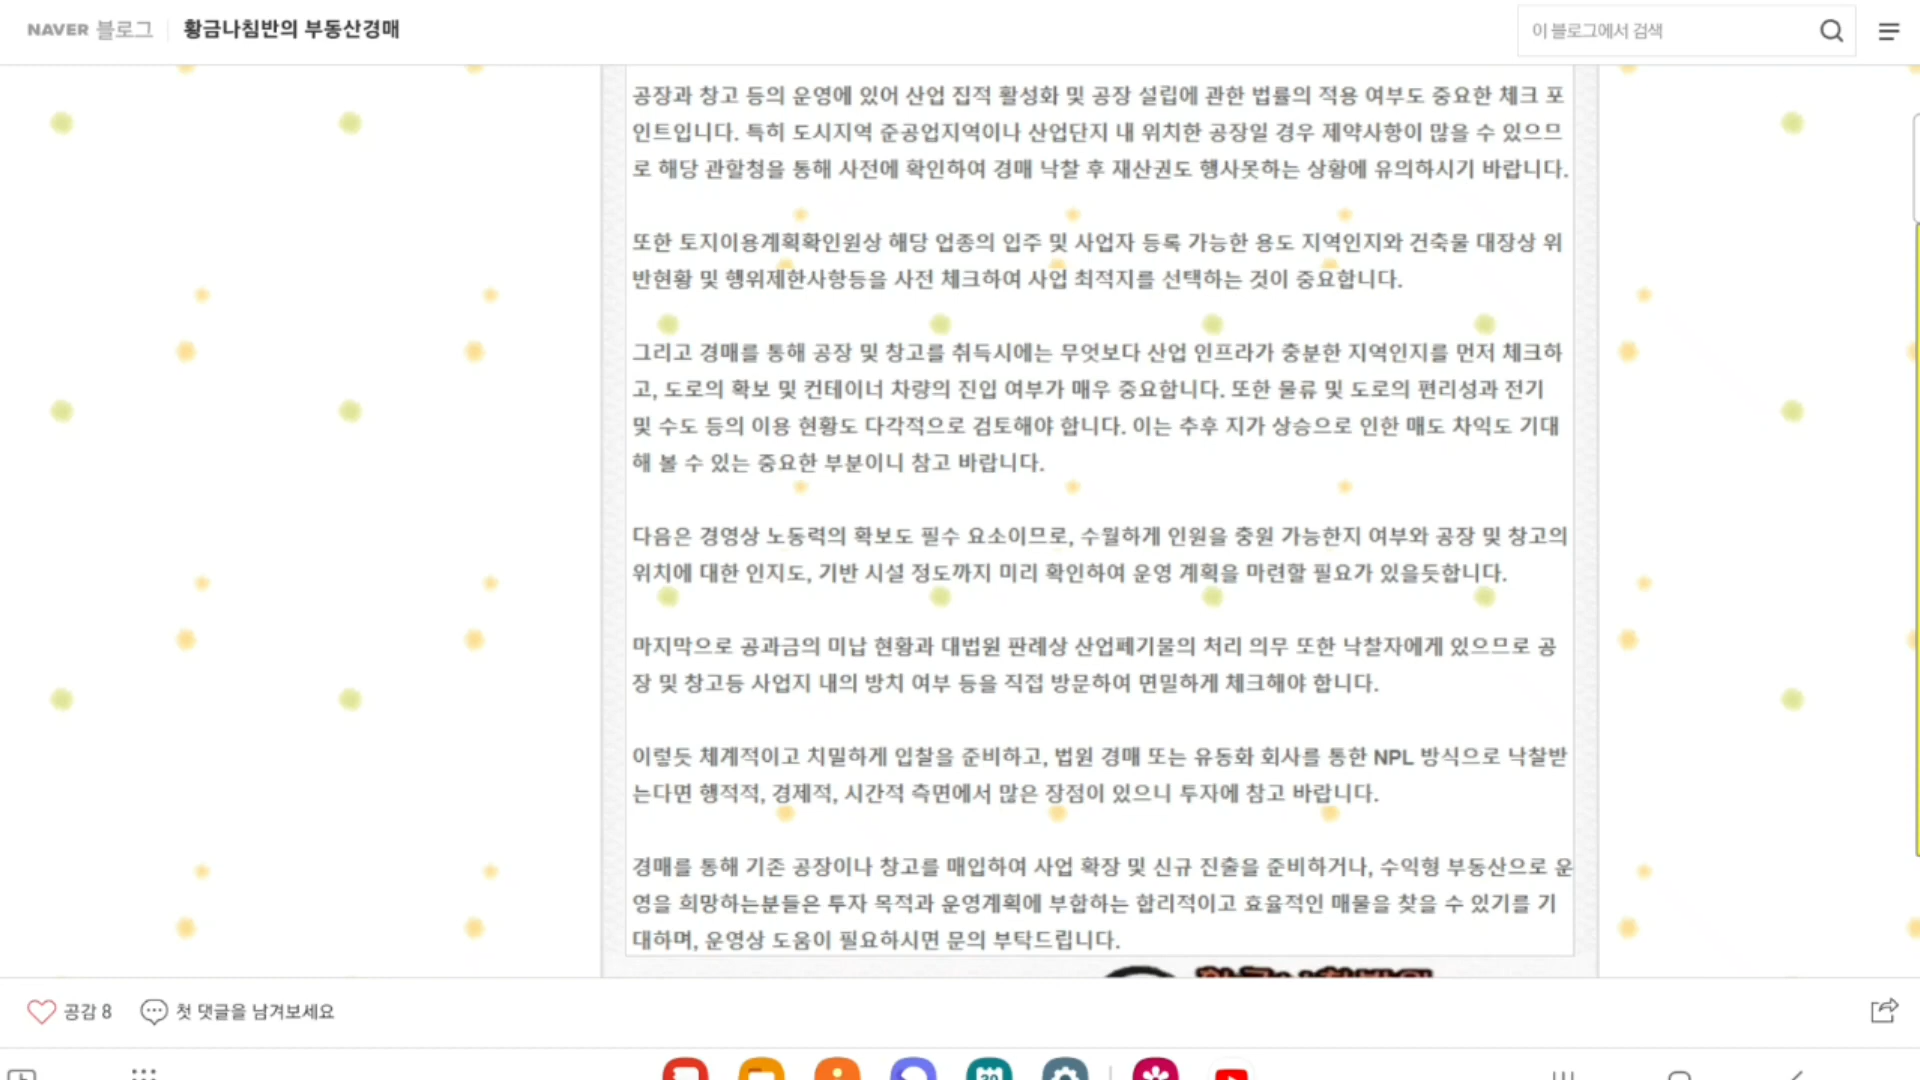 NAVER 블로그 황금나침반의 부동산경매
이 블로그에서 검색
공장과 창고 등의 운영에 있어 산업 집적 활성화 및 공장 설립에 관한 법률의 적용 여부도 중요한 체크 포
인트입니다. 특히 도시지역 준공업지역이나 산업단지 내 위치한 공장일 경우 제약사항이 많을 수 있으므
로 해당 관할청을 통해 사전에 확인하여 경매 낙찰 후 재산권도 행사못하는 상황에 유의하시기 바랍니다.
또한 토지이용계획확인원상 해당 업종의 입주 및 사업자 등록 가능한 용도 지역인지와 건축물 대장상 위
반현황 및 행위제한사항등을 사전 체크하여 사업 최적지를 선택하는 것이 중요합니다.
그리고 경매를 통해 공장 및 창고를 취득시에는 무엇보다 산업 인프라가 충분한 지역인지를 먼저 체크하
고, 도로의 확보 및 컨테이너 차량의 진입 여부가 매우 중요합니다. 또한 물류 및 도로의 편리성과 전기
및 수도 등의 이용 현황도 다각적으로 검토해야 합니다. 이는 추후 지가 상승으로 인한 매도 차익도 기대
해 볼 수 있는 중요한 부분이니 참고 바랍니다.
다음은 경영상 노동력의 확보도 필수 요소이므로, 수월하게 인원을 충원 가능한지 여부와 공장 및 창고의
위치에 대한 인지도, 기반 시설 정도까지 미리 확인하여 운영 계획을 마련할 필요가 있을듯합니다.
마지막으로 공과금의 미납 현황과 대법원 판례상 산업폐기물의 처리 의무 또한 낙찰자에게 있으므로 공
장 및 창고등 사업지 내의 방치 여부 등을 직접 방문하여 면밀하게 체크해야 합니다.
이렇듯 체계적이고 치밀하게 입찰을 준비하고, 법원 경매 또는 유동화 회사를 통한 NPL 방식으로 낙찰받
는다면 행적적, 경제적, 시간적 측면에서 많은 장점이 있으니 투자에 참고 바랍니다.
경매를 통해 기존 공장이나 창고를 매입하여 사업 확장 및 신규 진출을 준비하거나, 수익형 부동산으로 운
영을 희망하는분들은 투자 목적과 운영계획에 부합하는 합리적이고 효율적인 매물을 찾을 수 있기를 기
대하며, 운영상 도움이 필요하시면 문의 부탁드립니다.
공감 8 첫 댓글을 남겨보세요